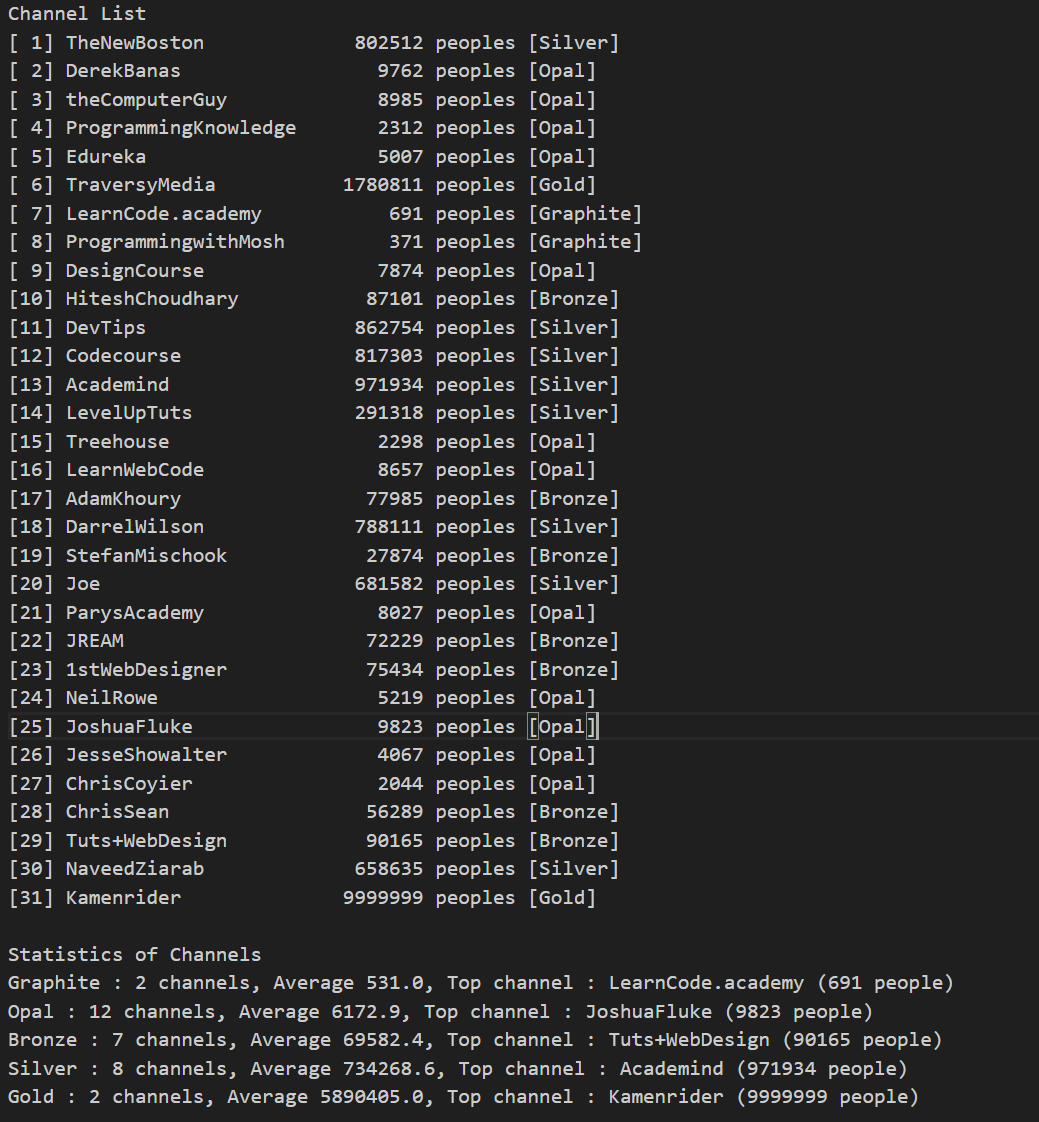 Channel List
[ 1] TheNewBoston             802512 peoples [Silver]
[ 2] DerekBanas                 9762 peoples [Opal]
[ 3] theComputerGuy             8985 peoples [Opal]
[ 4] ProgrammingKnowledge       2312 peoples [Opal]
[ 5] Edureka                    5007 peoples [Opal]
[ 6] TraversyMedia           1780811 peoples [Gold]
[ 7] LearnCode.academy           691 peoples [Graphite]
[ 8] ProgrammingwithMosh         371 peoples [Graphite]
[ 9] DesignCourse               7874 peoples [Opal]
[10] HiteshChoudhary           87101 peoples [Bronze]
[11] DevTips                  862754 peoples [Silver]
[12] Codecourse               817303 peoples [Silver]
[13] Academind                971934 peoples [Silver]
[14] LevelUpTuts              291318 peoples [Silver]
[15] Treehouse                  2298 peoples [Opal]
[16] LearnWebCode               8657 peoples [Opal]
[17] AdamKhoury                77985 peoples [Bronze]
[18] DarrelWilson             788111 peoples [Silver]
[19] StefanMischook            27874 peoples [Bronze]
[20] Joe                      681582 peoples [Silver]
[21] ParysAcademy               8027 peoples [Opal]
[22] JREAM                     72229 peoples [Bronze]
[23] 1stWebDesigner            75434 peoples [Bronze]
[24] NeilRowe                   5219 peoples [Opal]
[25] JoshuaFluke                9823 peoples [Opal]
[26] JesseShowalter             4067 peoples [Opal]
[27] ChrisCoyier                2044 peoples [Opal]
[28] ChrisSean                 56289 peoples [Bronze]
[29] Tuts+WebDesign            90165 peoples [Bronze]
[30] NaveedZiarab             658635 peoples [Silver]
[31] Kamenrider              9999999 peoples [Gold]

Statistics of Channels
Graphite : 2 channels, Average 531.0, Top channel : LearnCode.academy (691 people)
Opal : 12 channels, Average 6172.9, Top channel : JoshuaFluke (9823 people)
Bronze : 7 channels, Average 69582.4, Top channel : Tuts+WebDesign (90165 people)
Silver : 8 channels, Average 734268.6, Top channel : Academind (971934 people)
Gold : 2 channels, Average 5890405.0, Top channel : Kamenrider (9999999 people)